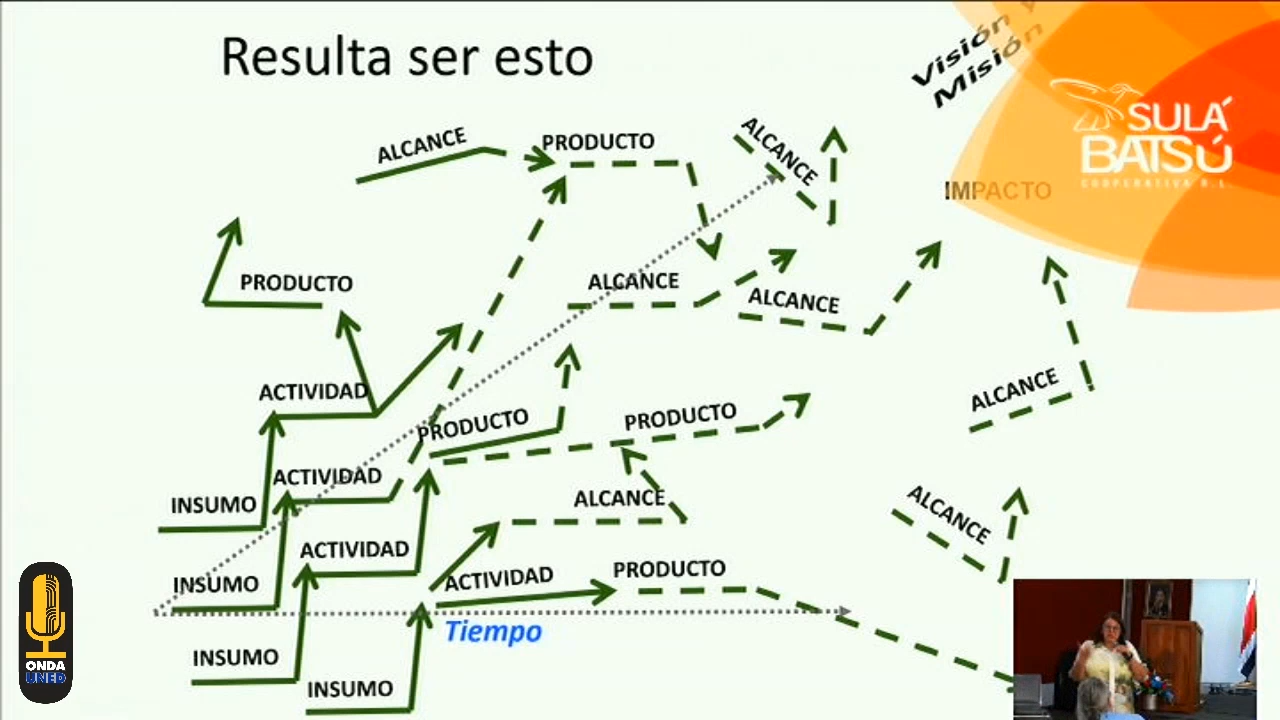 Resulta ser esto
Visión y
Misión
SULÁ
BATSÚ
COOPERATIVA R.L.
IMPACTO
ALCANCE
PRODUCTO
ALCANCE
PRODUCTO
ALCANCE
ALCANCE
ACTIVIDAD
PRODUCTO
PRODUCTO
ALCANCE
INSUMO
ACTIVIDAD
ALCANCE
ALCANCE
INSUMO
ACTIVIDAD
ACTIVIDAD
PRODUCTO
Tiempo
INSUMO
INSUMO
ONDA
UNED